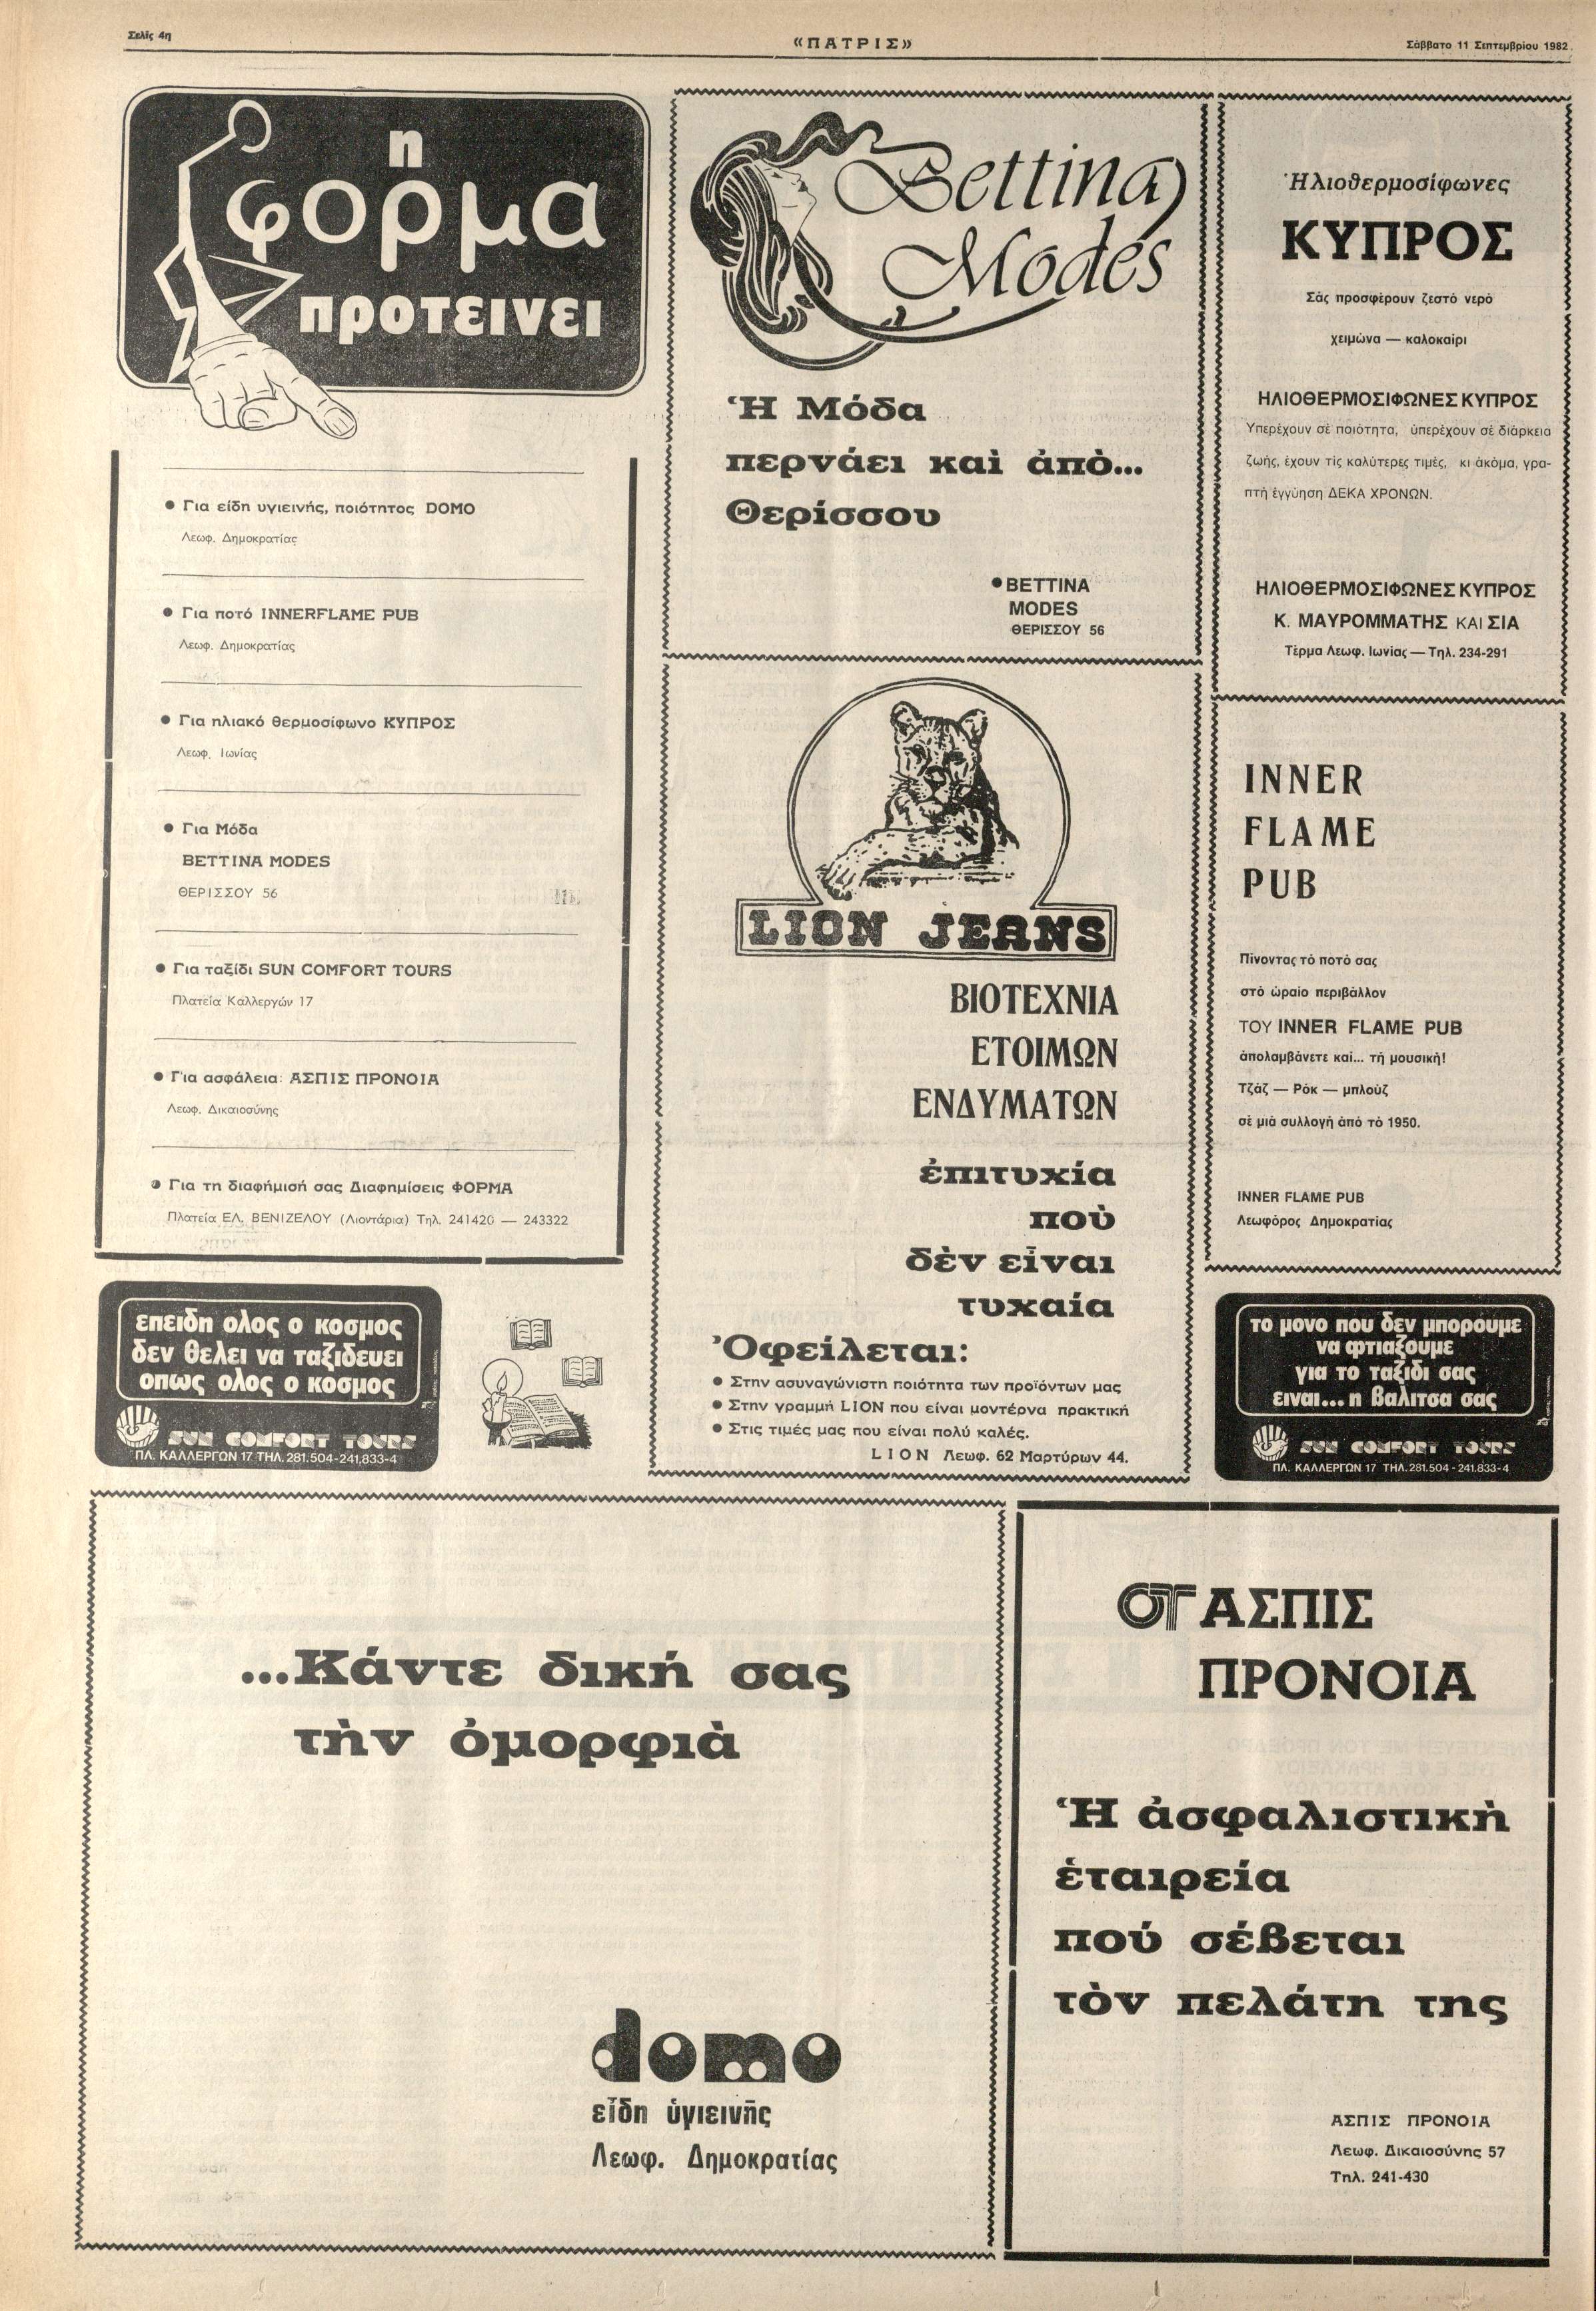 Σελίς 4η
«ΠΑΤΡΙΣ»
Σάββατο 11 Σεπτεμβρίου 1982
η
φορμα
προτεινει
● Για είδη υγιεινής, ποιότητος DOMO
Λεωφ. Δημοκρατίας
● Για ποτό INNERFLAME PUB
Λεωφ. Δημοκρατίας
● Για ηλιακό θερμοσίφωνο ΚΥΠΡΟΣ
Λεωφ. Ιωνίας
● Για Μόδα
BETTINA MODES
ΘΕΡΙΣΣΟΥ 56
● Για ταξίδι SUN COMFORT TOURS
Πλατεία Καλλεργών 17
● Για ασφάλεια: ΑΣΠΙΣ ΠΡΟΝΟΙΑ
Λεωφ. Δικαιοσύνης
● Για τη διαφήμισή σας Διαφημίσεις ΦΟΡΜΑ
Πλατεία ΕΛ. ΒΕΝΙΖΕΛΟΥ (Λιοντάρια) Τηλ. 241420 — 243322
επειδη ολος ο κοσμος
δεν θελει να ταξιδευει
οπως ολος ο κοσμος
SUN COMFORT TOURS
ΠΛ. ΚΑΛΛΕΡΓΩΝ 17 ΤΗΛ. 281.504-241.833-4
Bettina
Modes
Ἡ Μόδα
περνάει καὶ ἀπὸ...
Θερίσσου
● BETTINA
MODES
ΘΕΡΙΣΣΟΥ 56
LION JEANS
ΒΙΟΤΕΧΝΙΑ
ΕΤΟΙΜΩΝ
ΕΝΔΥΜΑΤΩΝ
ἐπιτυχία
ποὺ
δὲν εἶναι
τυχαία
Ὀφείλεται:
● Στην ασυναγώνιστη ποιότητα των προϊόντων μας
● Στην γραμμή LION που είναι μοντέρνα πρακτική
● Στις τιμές μας που είναι πολύ καλές.
LION Λεωφ. 62 Μαρτύρων 44.
Ἡλιοθερμοσίφωνες
ΚΥΠΡΟΣ
Σάς προσφέρουν ζεστό νερό
χειμώνα — καλοκαίρι
ΗΛΙΟΘΕΡΜΟΣΙΦΩΝΕΣ ΚΥΠΡΟΣ
Υπερέχουν σέ ποιότητα, ὑπερέχουν σέ διάρκεια
ζωής, ἔχουν τίς καλύτερες τιμές, κι ἀκόμα, γρα-
πτή ἐγγύηση ΔΕΚΑ ΧΡΟΝΩΝ.
ΗΛΙΟΘΕΡΜΟΣΙΦΩΝΕΣ ΚΥΠΡΟΣ
Κ. ΜΑΥΡΟΜΜΑΤΗΣ ΚΑΙ ΣΙΑ
Τέρμα Λεωφ. Ιωνίας — Τηλ. 234-291
INNER
FLAME
PUB
Πίνοντας τό ποτό σας
στό ὡραίο περιβάλλον
ΤΟΥ INNER FLAME PUB
ἀπολαμβάνετε καί... τή μουσική!
Τζάζ — Ρόκ — μπλούζ
σέ μιά συλλογή ἀπό τό 1950.
INNER FLAME PUB
Λεωφόρος Δημοκρατίας
το μονο που δεν μπορουμε
να φτιαξουμε
για το ταξιδι σας
ειναι... η βαλιτσα σας
SUN COMFORT TOURS
ΠΛ. ΚΑΛΛΕΡΓΩΝ 17 ΤΗΛ. 281.504-241.833-4
...Κάντε δική σας
τὴν ὀμορφιὰ
domo
εἴδη ὑγιεινῆς
Λεωφ. Δημοκρατίας
ΑΣΠΙΣ
ΠΡΟΝΟΙΑ
Ἡ ἀσφαλιστικὴ
ἑταιρεία
πού σέβεται
τὸν πελάτη της
ΑΣΠΙΣ ΠΡΟΝΟΙΑ
Λεωφ. Δικαιοσύνης 57
Τηλ. 241-430